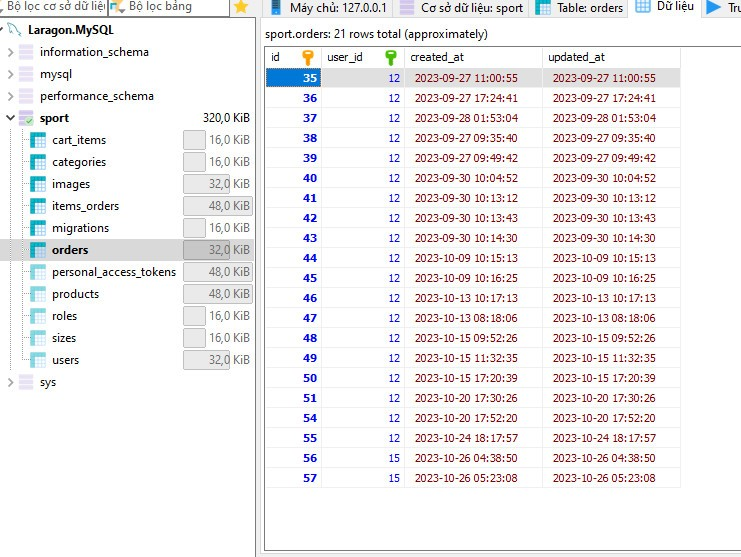 Bộ lọc cơ sở dữ liệ Bộ lọc bảng
Máy chủ: 127.0.0.1 Cơ sở dữ liệu: sport Table: orders Dữ liệu Tru
Laragon.MySQL
information_schema
mysql
performance_schema
sport 320,0 KiB
cart_items 16,0 KiB
categories 16,0 KiB
images 32,0 KiB
items_orders 48,0 KiB
migrations 16,0 KiB
orders 32,0 KiB
personal_access_tokens 48,0 KiB
products 48,0 KiB
roles 16,0 KiB
sizes 16,0 KiB
users 32,0 KiB
sys
sport.orders: 21 rows total (approximately)
id user_id created_at updated_at
35 12 2023-09-27 11:00:55 2023-09-27 11:00:55
36 12 2023-09-27 17:24:41 2023-09-27 17:24:41
37 12 2023-09-28 01:53:04 2023-09-28 01:53:04
38 12 2023-09-27 09:35:40 2023-09-27 09:35:40
39 12 2023-09-27 09:49:42 2023-09-27 09:49:42
40 12 2023-09-30 10:04:52 2023-09-30 10:04:52
41 12 2023-09-30 10:13:12 2023-09-30 10:13:12
42 12 2023-09-30 10:13:43 2023-09-30 10:13:43
43 12 2023-09-30 10:14:30 2023-09-30 10:14:30
44 12 2023-10-09 10:15:13 2023-10-09 10:15:13
45 12 2023-10-09 10:16:25 2023-10-09 10:16:25
46 12 2023-10-13 10:17:13 2023-10-13 10:17:13
47 12 2023-10-13 08:18:06 2023-10-13 08:18:06
48 12 2023-10-15 09:52:26 2023-10-15 09:52:26
49 12 2023-10-15 11:32:35 2023-10-15 11:32:35
50 12 2023-10-15 17:20:39 2023-10-15 17:20:39
51 12 2023-10-20 17:30:26 2023-10-20 17:30:26
54 12 2023-10-20 17:52:20 2023-10-20 17:52:20
55 12 2023-10-24 18:17:57 2023-10-24 18:17:57
56 15 2023-10-26 04:38:50 2023-10-26 04:38:50
57 15 2023-10-26 05:23:08 2023-10-26 05:23:08